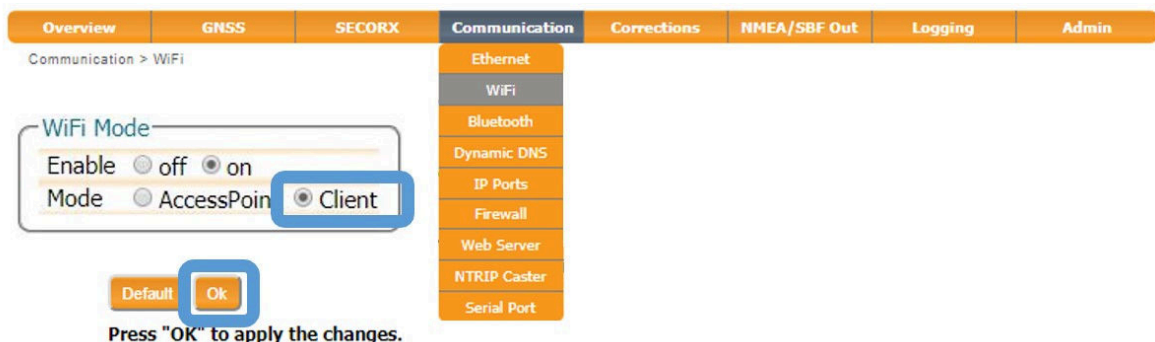 Overview GNSS SECORX Communication Corrections NMEA/SBF Out Logging Admin
Communication > WiFi
Ethernet
WiFi
Bluetooth
Dynamic DNS
IP Ports
Firewall
Web Server
NTRIP Caster
Serial Port
WiFi Mode
Enable off on
Mode AccessPoin Client
Default Ok
Press "OK" to apply the changes.